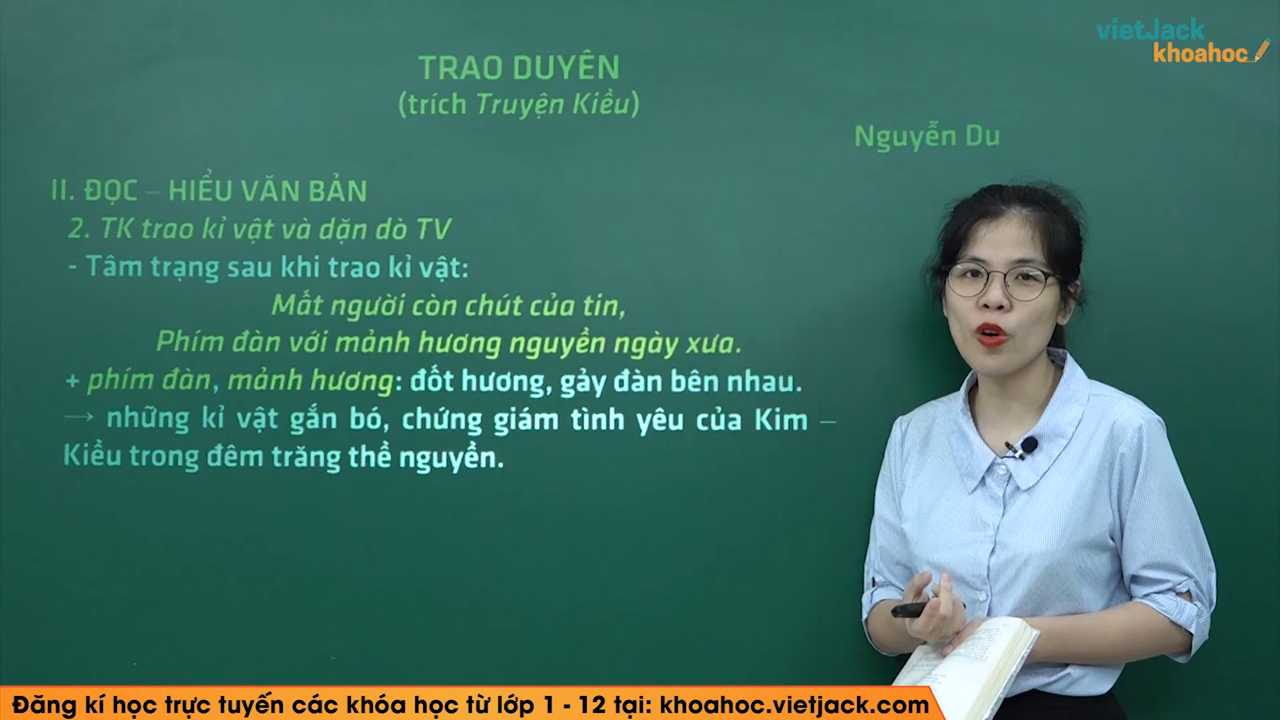 vietJack
khoahoc
TRAO DUYÊN
(trích Truyện Kiều)
Nguyễn Du
II. ĐỌC – HIỂU VĂN BẢN
2. TK trao kỉ vật và dặn dò TV
- Tâm trạng sau khi trao kỉ vật:
Mất người còn chút của tin,
Phím đàn với mảnh hương nguyền ngày xưa.
+ phím đàn, mảnh hương: đốt hương, gảy đàn bên nhau.
→ những kỉ vật gắn bó, chứng giám tình yêu của Kim –
Kiều trong đêm trăng thề nguyền.
Đăng kí học trực tuyến các khóa học từ lớp 1 - 12 tại: khoahoc.vietjack.com